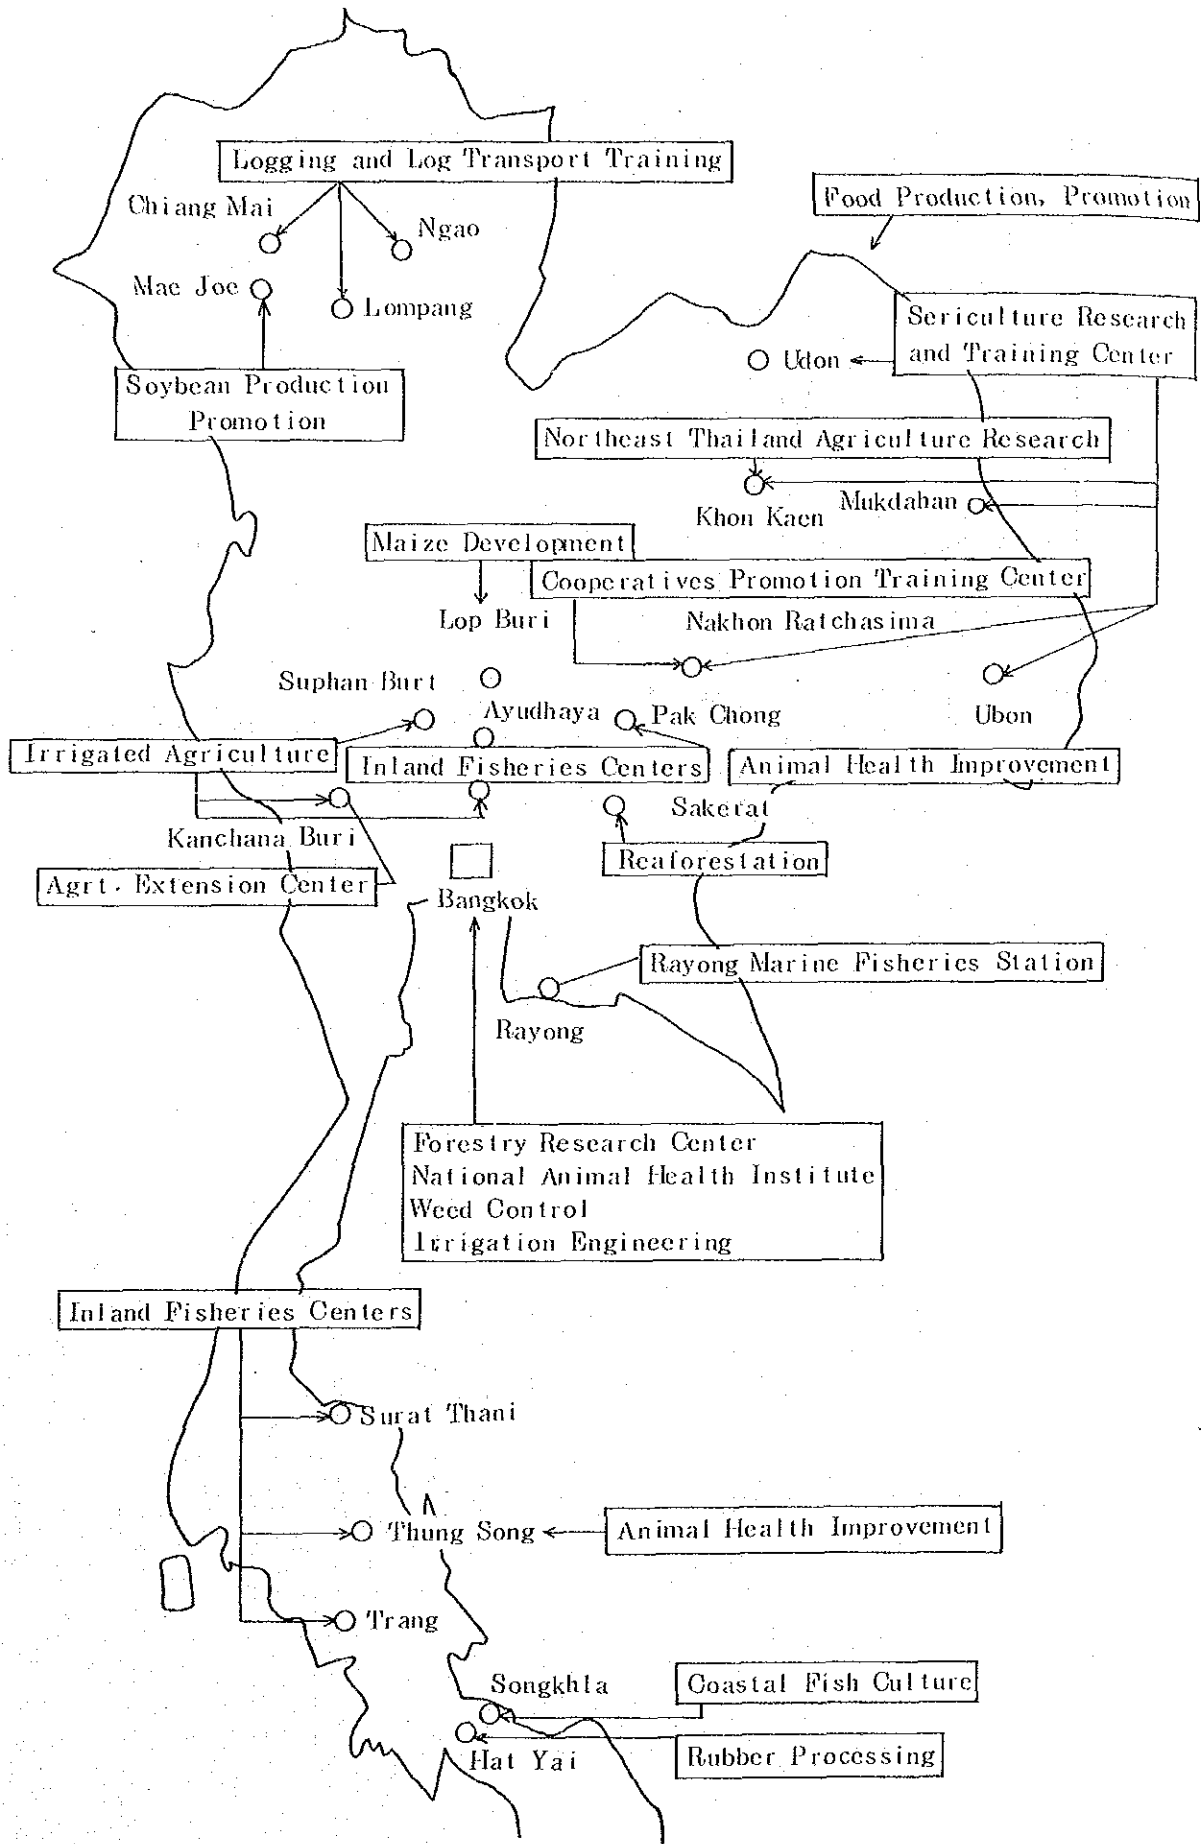 Logging and Log Transport Training
Food Production, Promotion
Chiang Mai
Ngao
Mae Joe
Lompang
Sericulture Research
and Training Center
Udon
Soybean Production
Promotion
Northeast Thailand Agriculture Research
Khon Kaen
Mukdahan
Maize Development
Cooperatives Promotion Training Center
Lop Buri
Nakhon Ratchasima
Suphan Burt
Ayudhaya
Pak Chong
Ubon
Irrigated Agriculture
Inland Fisheries Centers
Animal Health Improvement
Sakerat
Kanchana Buri
Reaforestation
Agrt. Extension Center
Bangkok
Rayong Marine Fisheries Station
Rayong
Forestry Research Center
National Animal Health Institute
Weed Control
Irrigation Engineering
Inland Fisheries Centers
Surat Thani
Thung Song
Animal Health Improvement
Trang
Songkhla
Coastal Fish Culture
Hat Yai
Rubber Processing